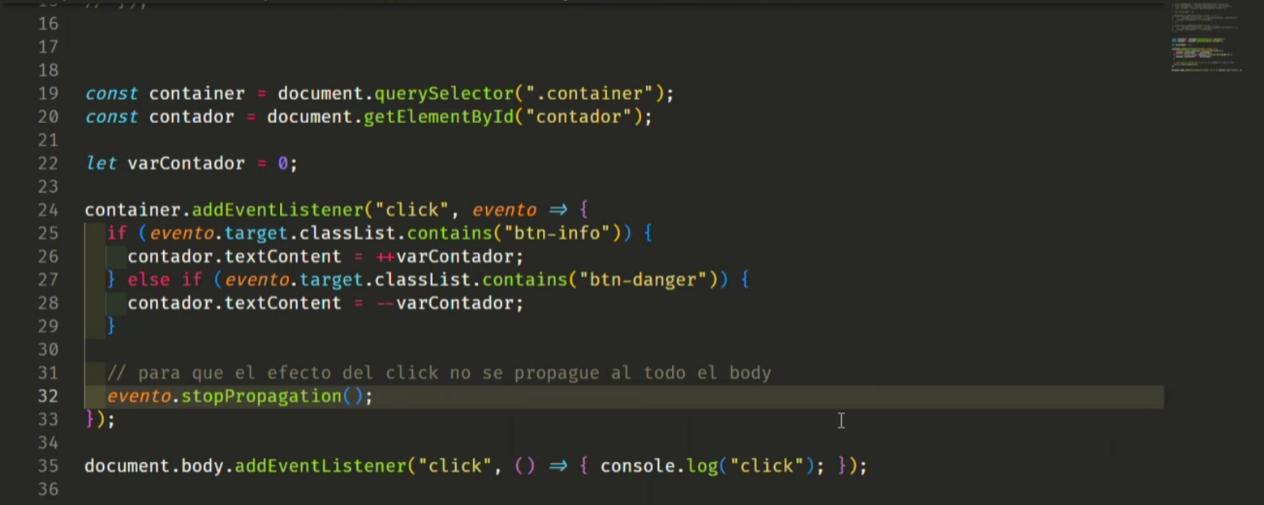 16
17
18
19 const container = document.querySelector(".container");
20 const contador = document.getElementById("contador");
21
22 let varContador = 0;
23
24 container.addEventListener("click", evento => {
25 if (evento.target.classList.contains("btn-info")) {
26 contador.textContent = ++varContador;
27 } else if (evento.target.classList.contains("btn-danger")) {
28 contador.textContent = --varContador;
29 }
30
31 // para que el efecto del click no se propague al todo el body
32 evento.stopPropagation();
33 });
34
35 document.body.addEventListener("click", () => { console.log("click"); });
36